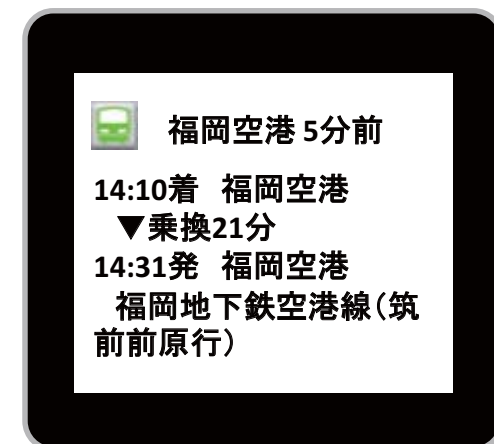 福岡空港 5分前
14:10着 福岡空港
▼乗換21分
14:31発 福岡空港
福岡地下鉄空港線（筑
前前原行）